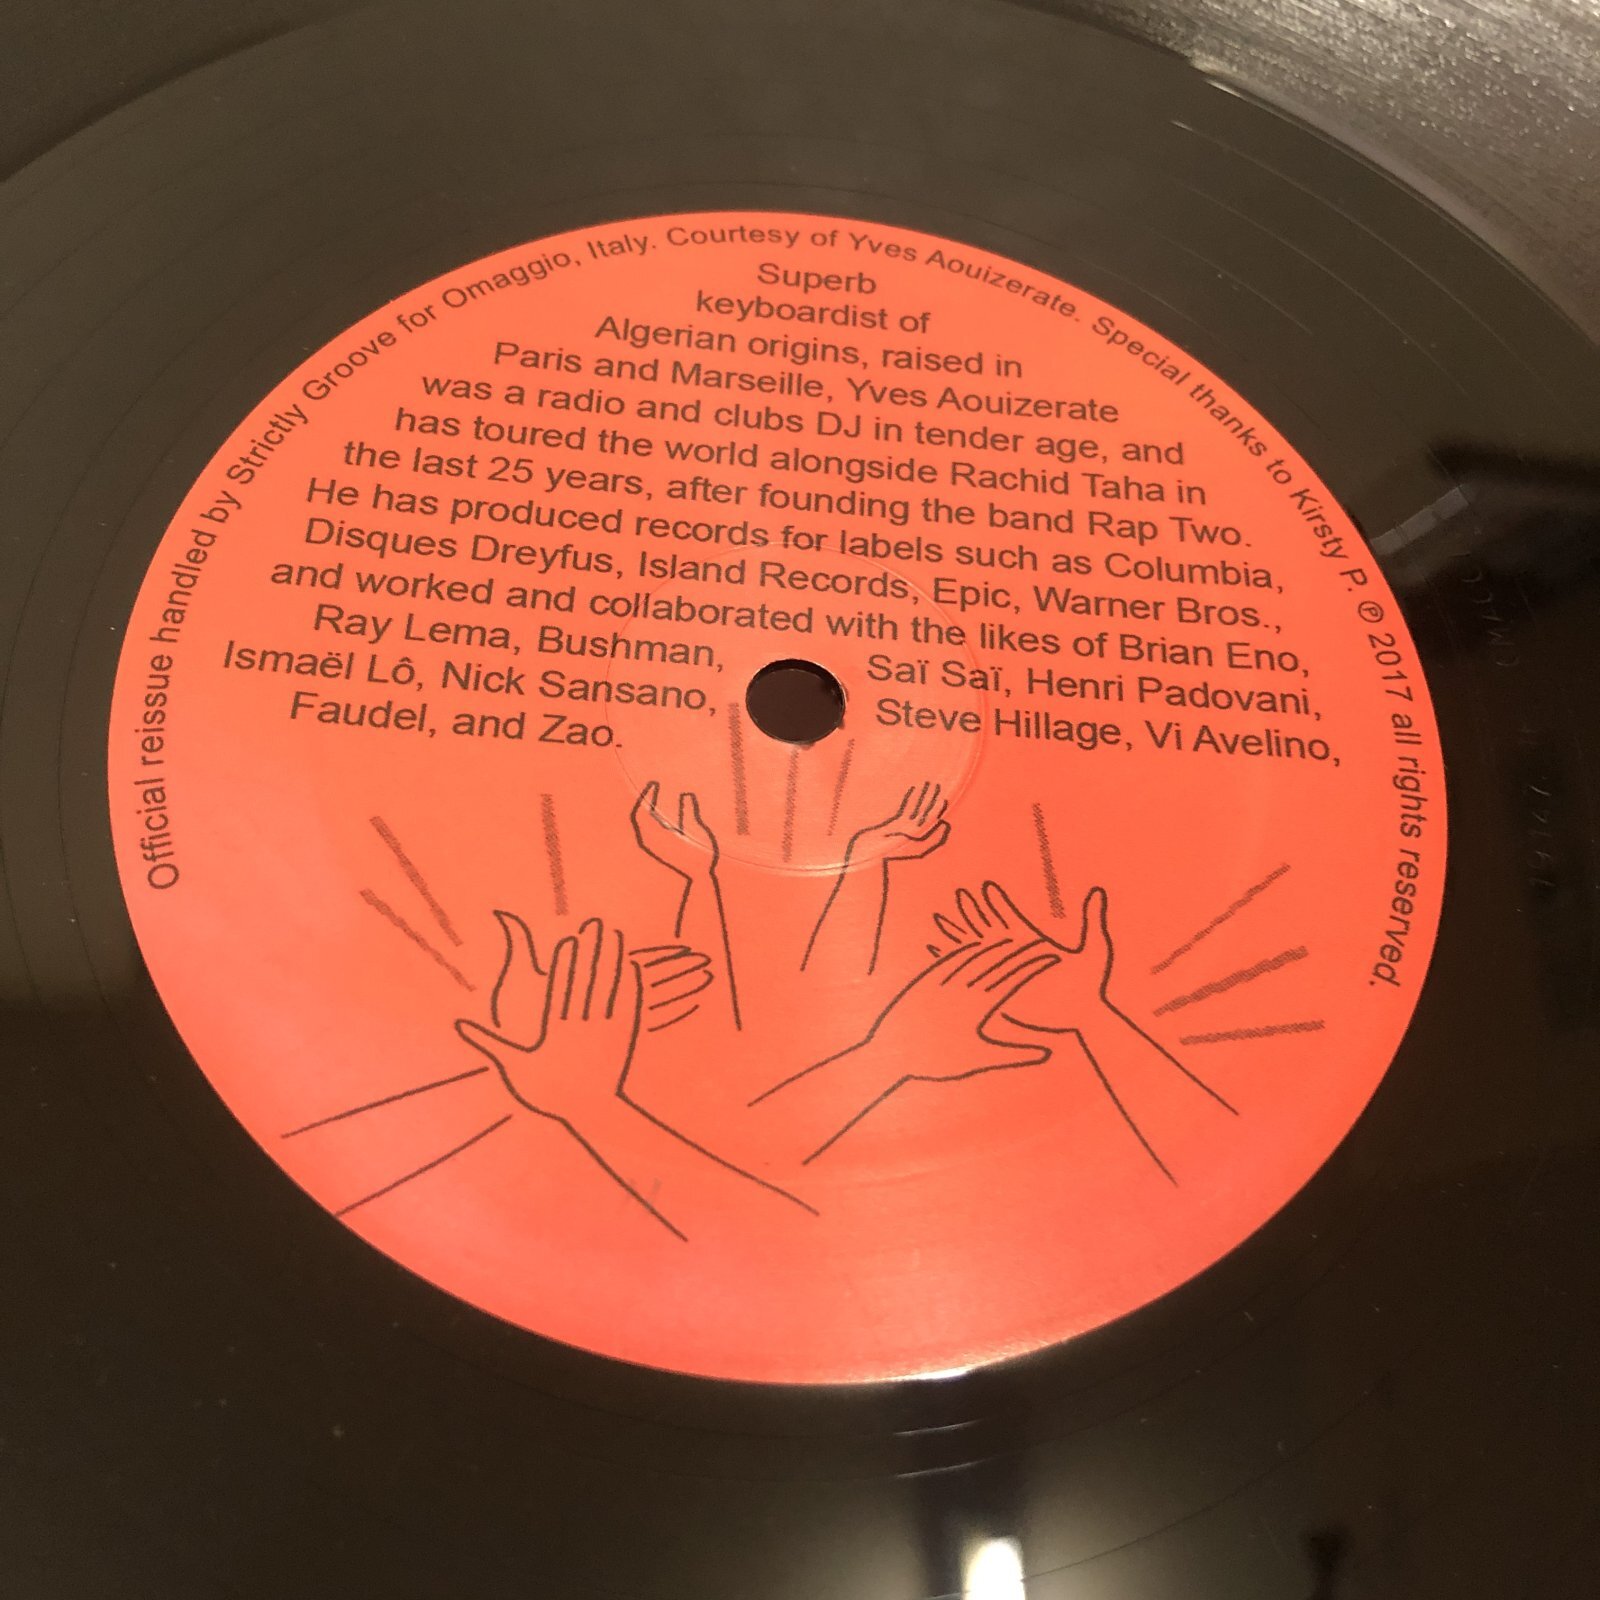 Official reissue handled by Strictly Groove for Omaggio, Italy. Courtesy of Yves Aouizerate. Special thanks to Kirsty P. ℗ 2017 all rights reserved.
Superb
keyboardist of
Algerian origins, raised in
Paris and Marseille, Yves Aouizerate
was a radio and clubs DJ in tender age, and
has toured the world alongside Rachid Taha in
the last 25 years, after founding the band Rap Two.
He has produced records for labels such as Columbia,
Disques Dreyfus, Island Records, Epic, Warner Bros.,
and worked and collaborated with the likes of Brian Eno,
Ray Lema, Bushman, Saï Saï, Henri Padovani,
Ismaël Lô, Nick Sansano, Steve Hillage, Vi Avelino,
Faudel, and Zao.